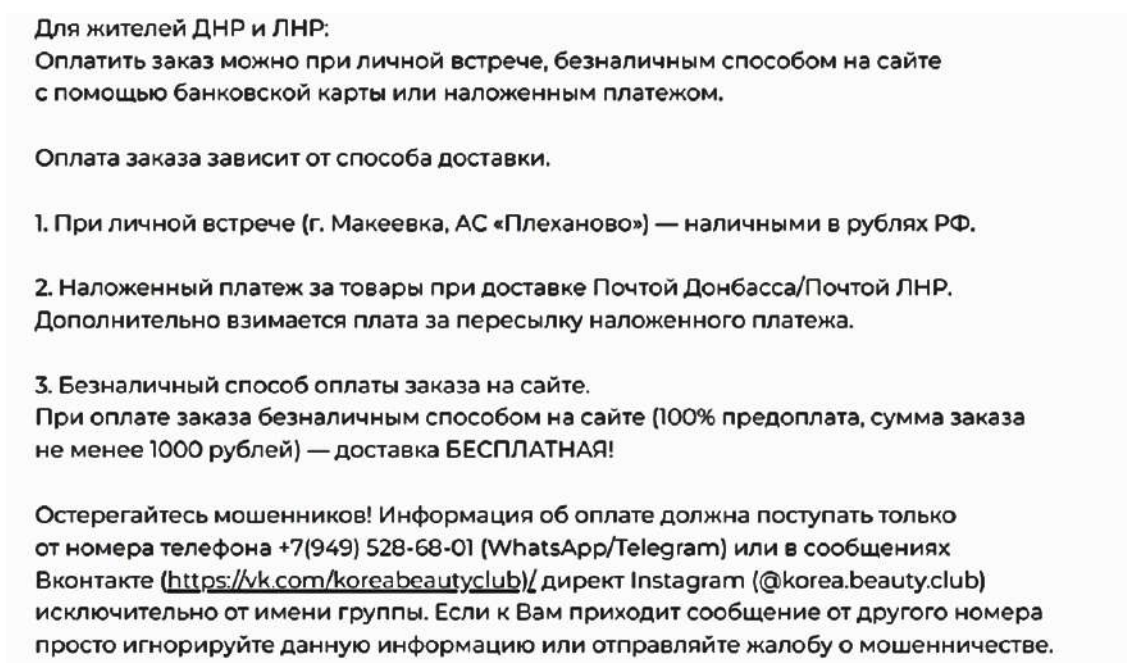 Для жителей ДНР и ЛНР:
Оплатить заказ можно при личной встрече, безналичным способом на сайте
с помощью банковской карты или наложенным платежом.
Оплата заказа зависит от способа доставки.
1. При личной встрече (г. Макеевка, АС «Плеханово») — наличными в рублях РФ.
2. Наложенный платеж за товары при доставке Почтой Донбасса/Почтой ЛНР.
Дополнительно взимается плата за пересылку наложенного платежа.
3. Безналичный способ оплаты заказа на сайте.
При оплате заказа безналичным способом на сайте (100% предоплата, сумма заказа
не менее 1000 рублей) — доставка БЕСПЛАТНАЯ!
Остерегайтесь мошенников! Информация об оплате должна поступать только
от номера телефона +7(949) 528-68-01 (WhatsApp/Telegram) или в сообщениях
Вконтакте (https://vk.com/koreabeautyclub)/ директ Instagram (@korea.beauty.club)
исключительно от имени группы. Если к Вам приходит сообщение от другого номера
просто игнорируйте данную информацию или отправляйте жалобу о мошенничестве.